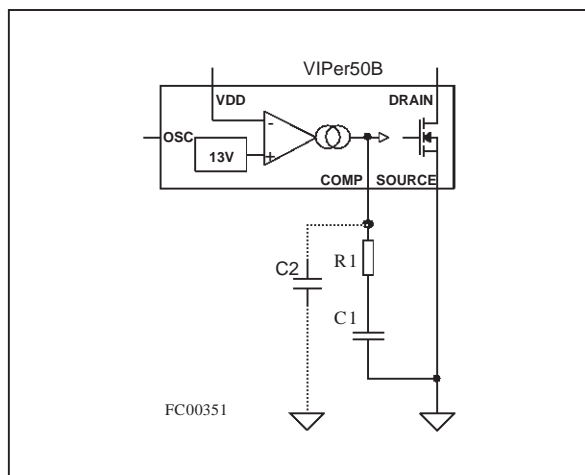 VIPer50B
VDD
DRAIN
OSC
-
13V
+
COMP SOURCE
C2
R1
C1
FC00351